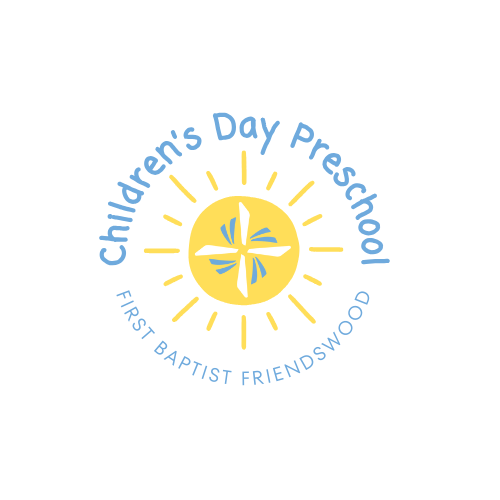 Children's Day Preschool
FIRST BAPTIST FRIENDSWOOD